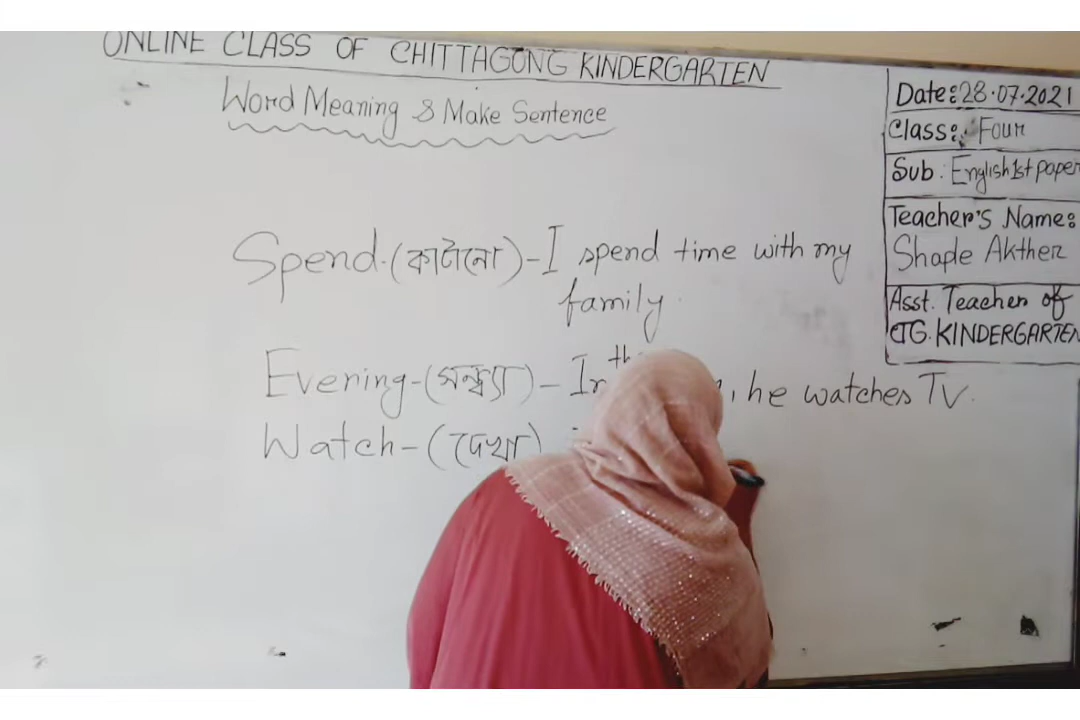 ONLINE CLASS OF CHITTAGONG KINDERGARTEN
Word Meaning & Make Sentence
Spend-(কাটানো)-I spend time with my
family.
Evening-(সন্ধ্যা)-In the , he watches TV.
Watch-(দেখা)
Date:28.07.2021
Class: Four
Sub: English 1st paper
Teacher's Name:
Shaple Akther
Asst. Teacher of
CTG. KINDERGARTEN